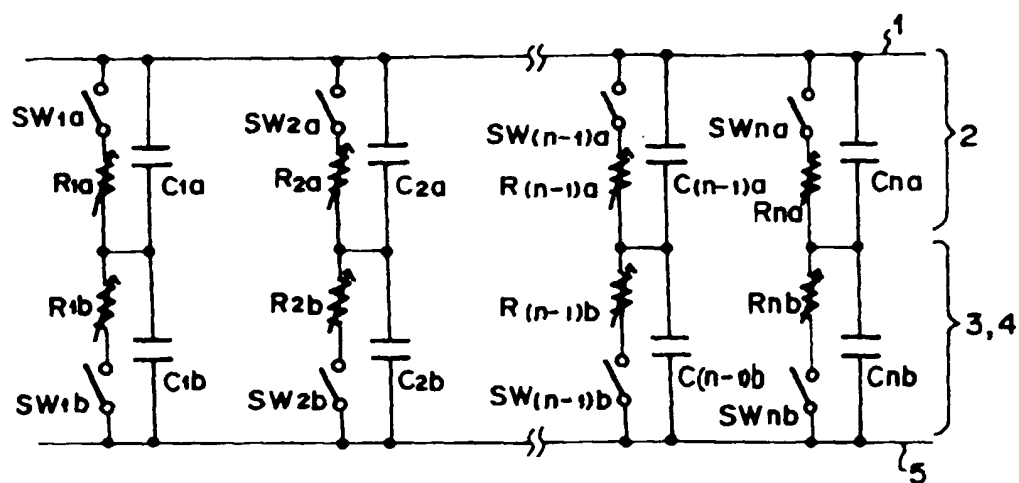 1
SW1a
SW2a
SW(n-1)a
SWna
2
R1a
C1a
R2a
C2a
R(n-1)a
C(n-1)a
Rna
Cna
R1b
R2b
R(n-1)b
Rnb
3,4
C1b
C2b
C(n-1)b
Cnb
SW1b
SW2b
SW(n-1)b
SWnb
5